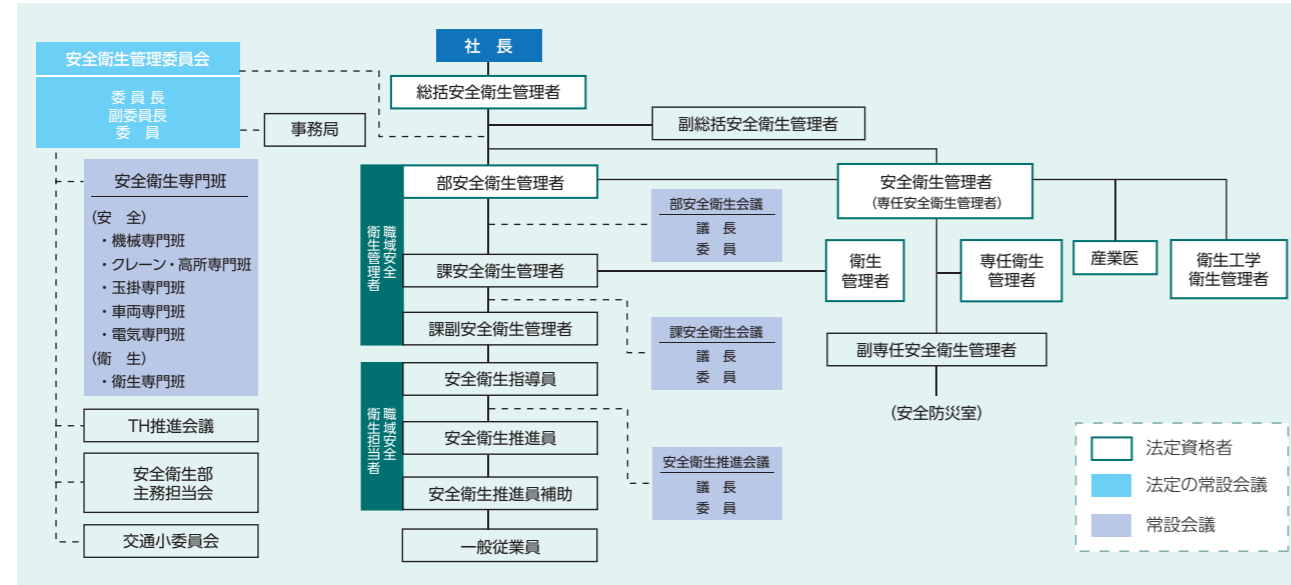 社　長
安全衛生管理委員会
委 員 長
副委員長
委　員
事務局
総括安全衛生管理者
副総括安全衛生管理者
安全衛生専門班
(安　全)
・機械専門班
・クレーン・高所専門班
・玉掛専門班
・車両専門班
・電気専門班
(衛　生)
・衛生専門班
TH推進会議
安全衛生部
主務担当会
交通小委員会
職域安全
衛生管理者
部安全衛生管理者
課安全衛生管理者
課副安全衛生管理者
職域安全
衛生担当者
安全衛生指導員
安全衛生推進員
安全衛生推進員補助
一般従業員
部安全衛生会議
議　長
委　員
課安全衛生会議
議　長
委　員
安全衛生推進会議
議　長
委　員
安全衛生管理者
(専任安全衛生管理者)
衛生
管理者
専任衛生
管理者
産業医
衛生工学
衛生管理者
副専任安全衛生管理者
(安全防災室)
法定資格者
法定の常設会議
常設会議